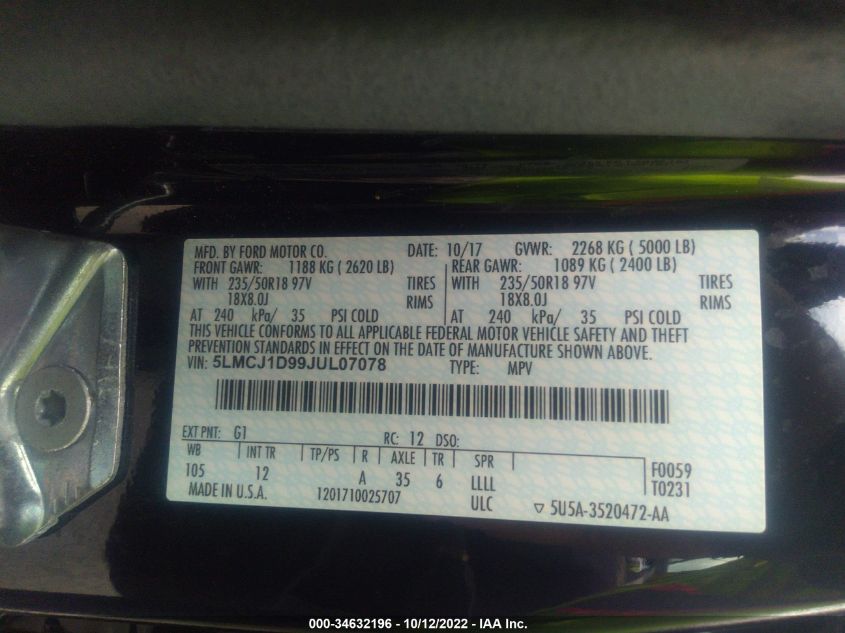 MFD. BY FORD MOTOR CO. DATE: 10/17 GVWR: 2268 KG ( 5000 LB)
FRONT GAWR: 1188 KG ( 2620 LB) REAR GAWR: 1089 KG ( 2400 LB)
WITH 235/50R18 97V TIRES WITH 235/50R18 97V TIRES
18X8.0J RIMS 18X8.0J RIMS
AT 240 kPa/ 35 PSI COLD AT 240 kPa/ 35 PSI COLD
THIS VEHICLE CONFORMS TO ALL APPLICABLE FEDERAL MOTOR VEHICLE SAFETY AND THEFT
PREVENTION STANDARDS IN EFFECT ON THE DATE OF MANUFACTURE SHOWN ABOVE.
VIN: 5LMCJ1D99JUL07078 TYPE: MPV
EXT PNT: G1 RC: 12 DSO:
WB INT TR TP/PS R AXLE TR SPR F0059
105 12 A 35 6 LLLL T0231
MADE IN U.S.A. 1201710025707 ULC ▽ 5U5A-3520472-AA
000-34632196 - 10/12/2022 - IAA Inc.